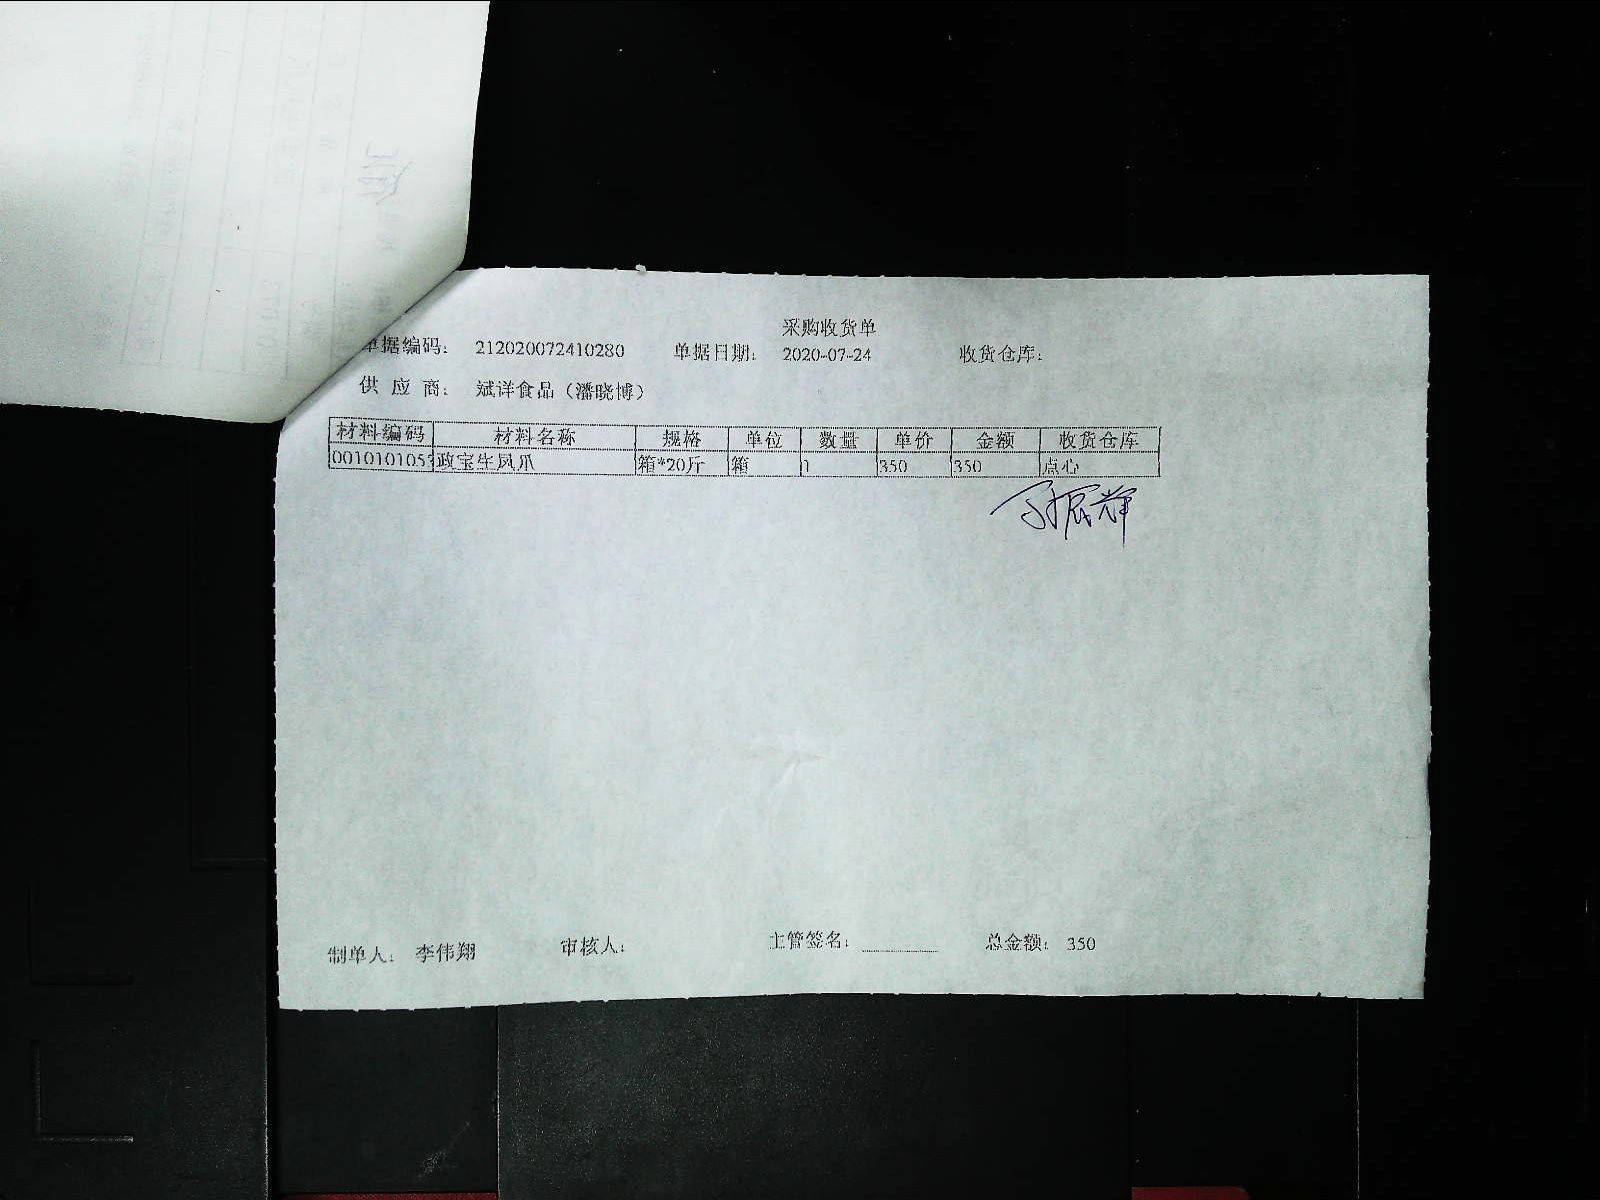 采购收货单
单据编码： 212020072410280 单据日期： 2020-07-24 收货仓库：
供 应 商： 斌详食品（潘晓博）
材料编码 材料名称 规格 单位 数量 单价 金额 收货仓库
0010101053 政宝生凤爪 箱*20斤 箱 1 350 350 点心
制单人： 李伟翔 审核人： 主管签名： 总金额： 350